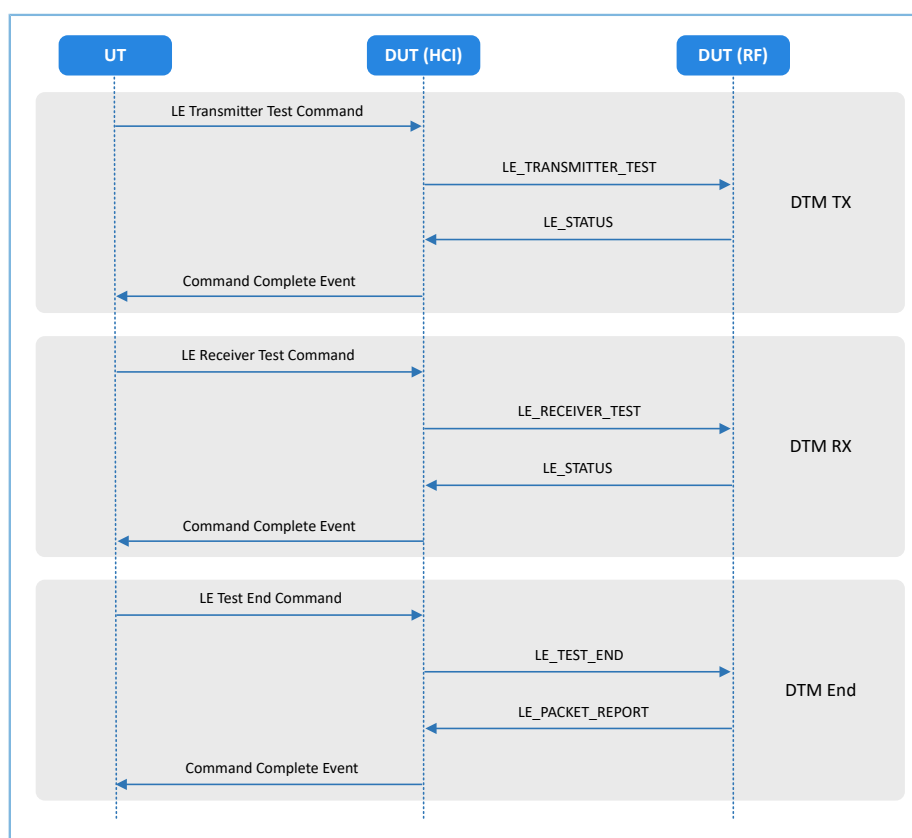 UT
DUT (HCI)
DUT (RF)
LE Transmitter Test Command
LE_TRANSMITTER_TEST
DTM TX
LE_STATUS
Command Complete Event
LE Receiver Test Command
LE_RECEIVER_TEST
DTM RX
LE_STATUS
Command Complete Event
LE Test End Command
LE_TEST_END
DTM End
LE_PACKET_REPORT
Command Complete Event